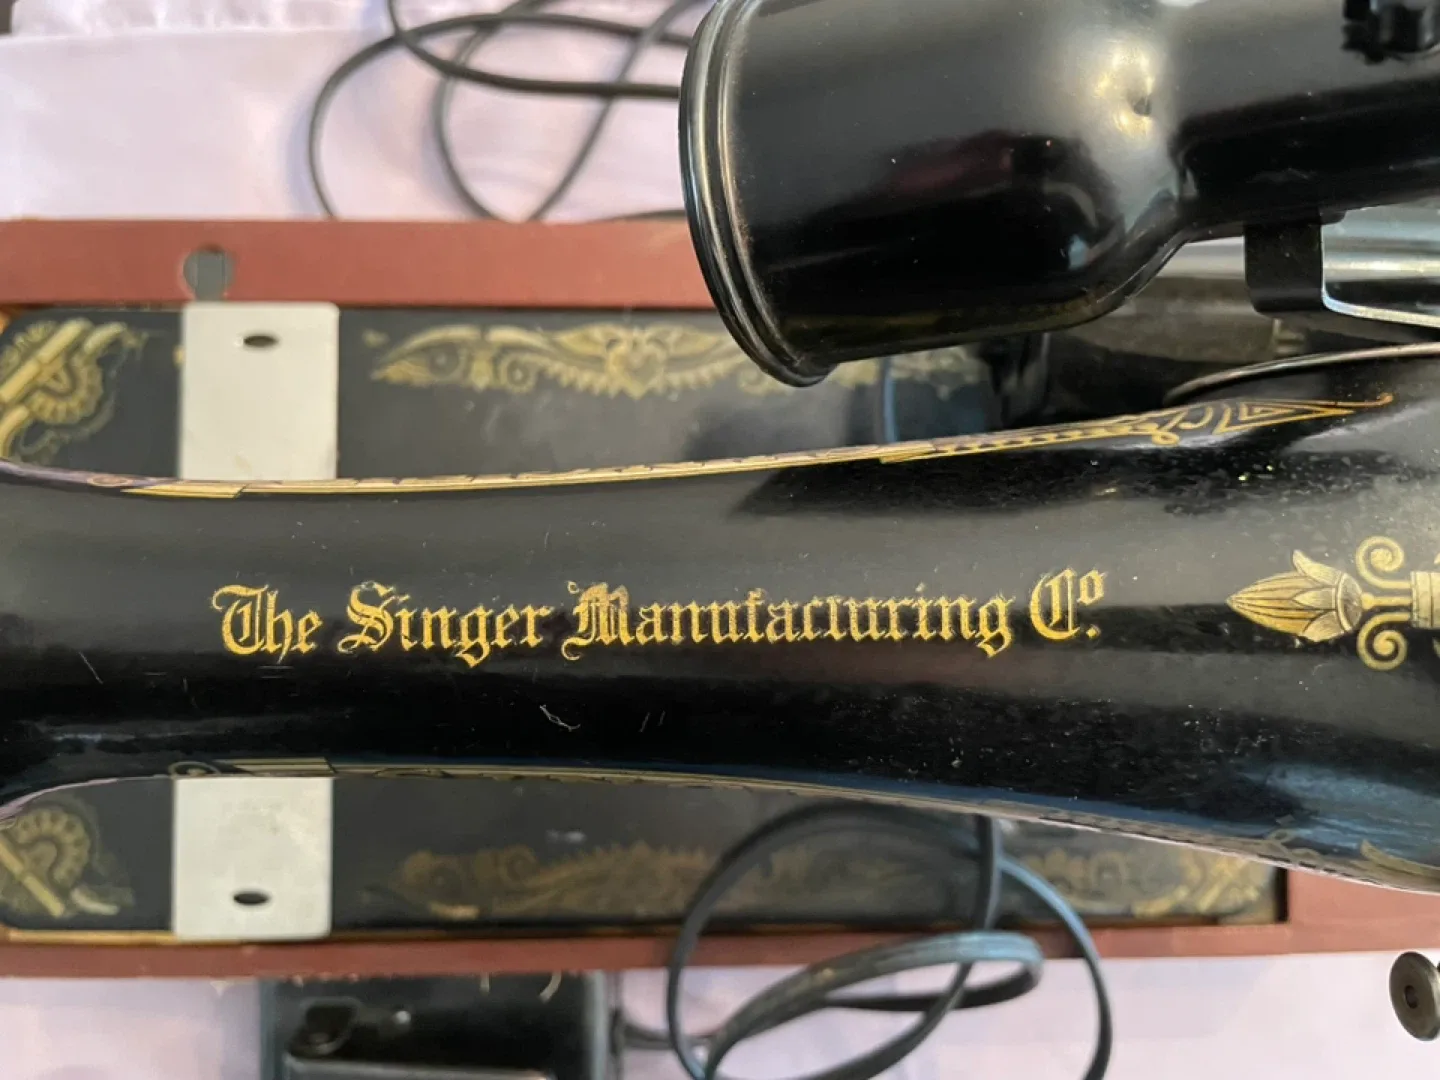 The Singer Manufacturing Co.